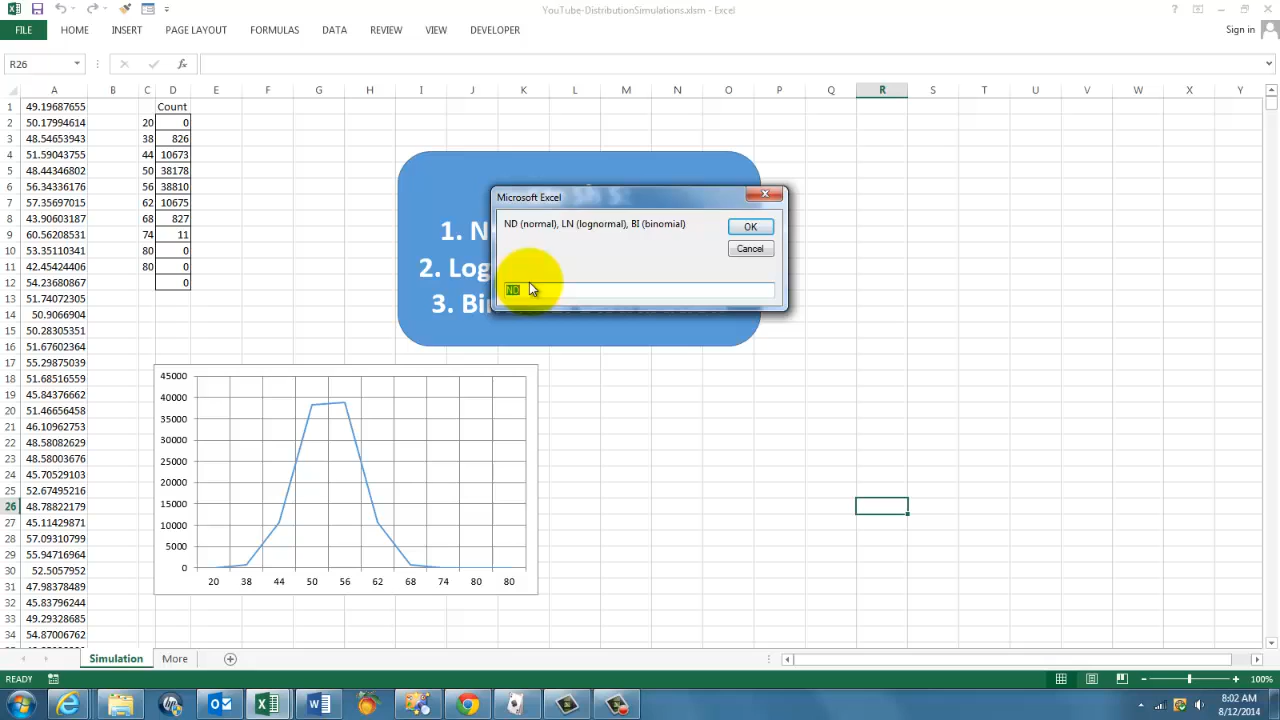 YouTube-DistributionSimulations.xlsm - Excel
FILE HOME INSERT PAGE LAYOUT FORMULAS DATA REVIEW VIEW DEVELOPER Sign in
R26 fx
A B C D E F G H I J K L M N O P Q R S T U V W X Y
1 49.19687655 Count
2 50.17994614 20 0
3 48.54653943 38 826
4 51.59043755 44 10673
5 48.44346802 50 38178
6 56.34333616 56 38810
7 57.35697015 62 10675
8 43.90603187 68 827
9 60.56208531 74 11
10 53.35110341 80 0
11 42.45424406 80 0
12 54.23680867 0
13 51.74072305
14 50.9066904
15 50.28305351
16 51.67602364
17 55.29875039
18 51.68516559
19 45.84376662
20 51.46656458
21 46.10962753
22 48.58082629
23 48.58003676
24 45.70529103
25 52.67495216
26 48.78822179
27 45.11429871
28 57.09310799
29 55.94716964
30 52.5057952
31 47.98378489
32 45.83796244
33 49.29328685
34 54.87006762
1. N
2. Log
3. Bi
Microsoft Excel
ND (normal), LN (lognormal), BI (binomial)
OK
Cancel
ND
45000
40000
35000
30000
25000
20000
15000
10000
5000
0
20 38 44 50 56 62 68 74 80 80
Simulation More
READY 100%
8:02 AM
8/12/2014